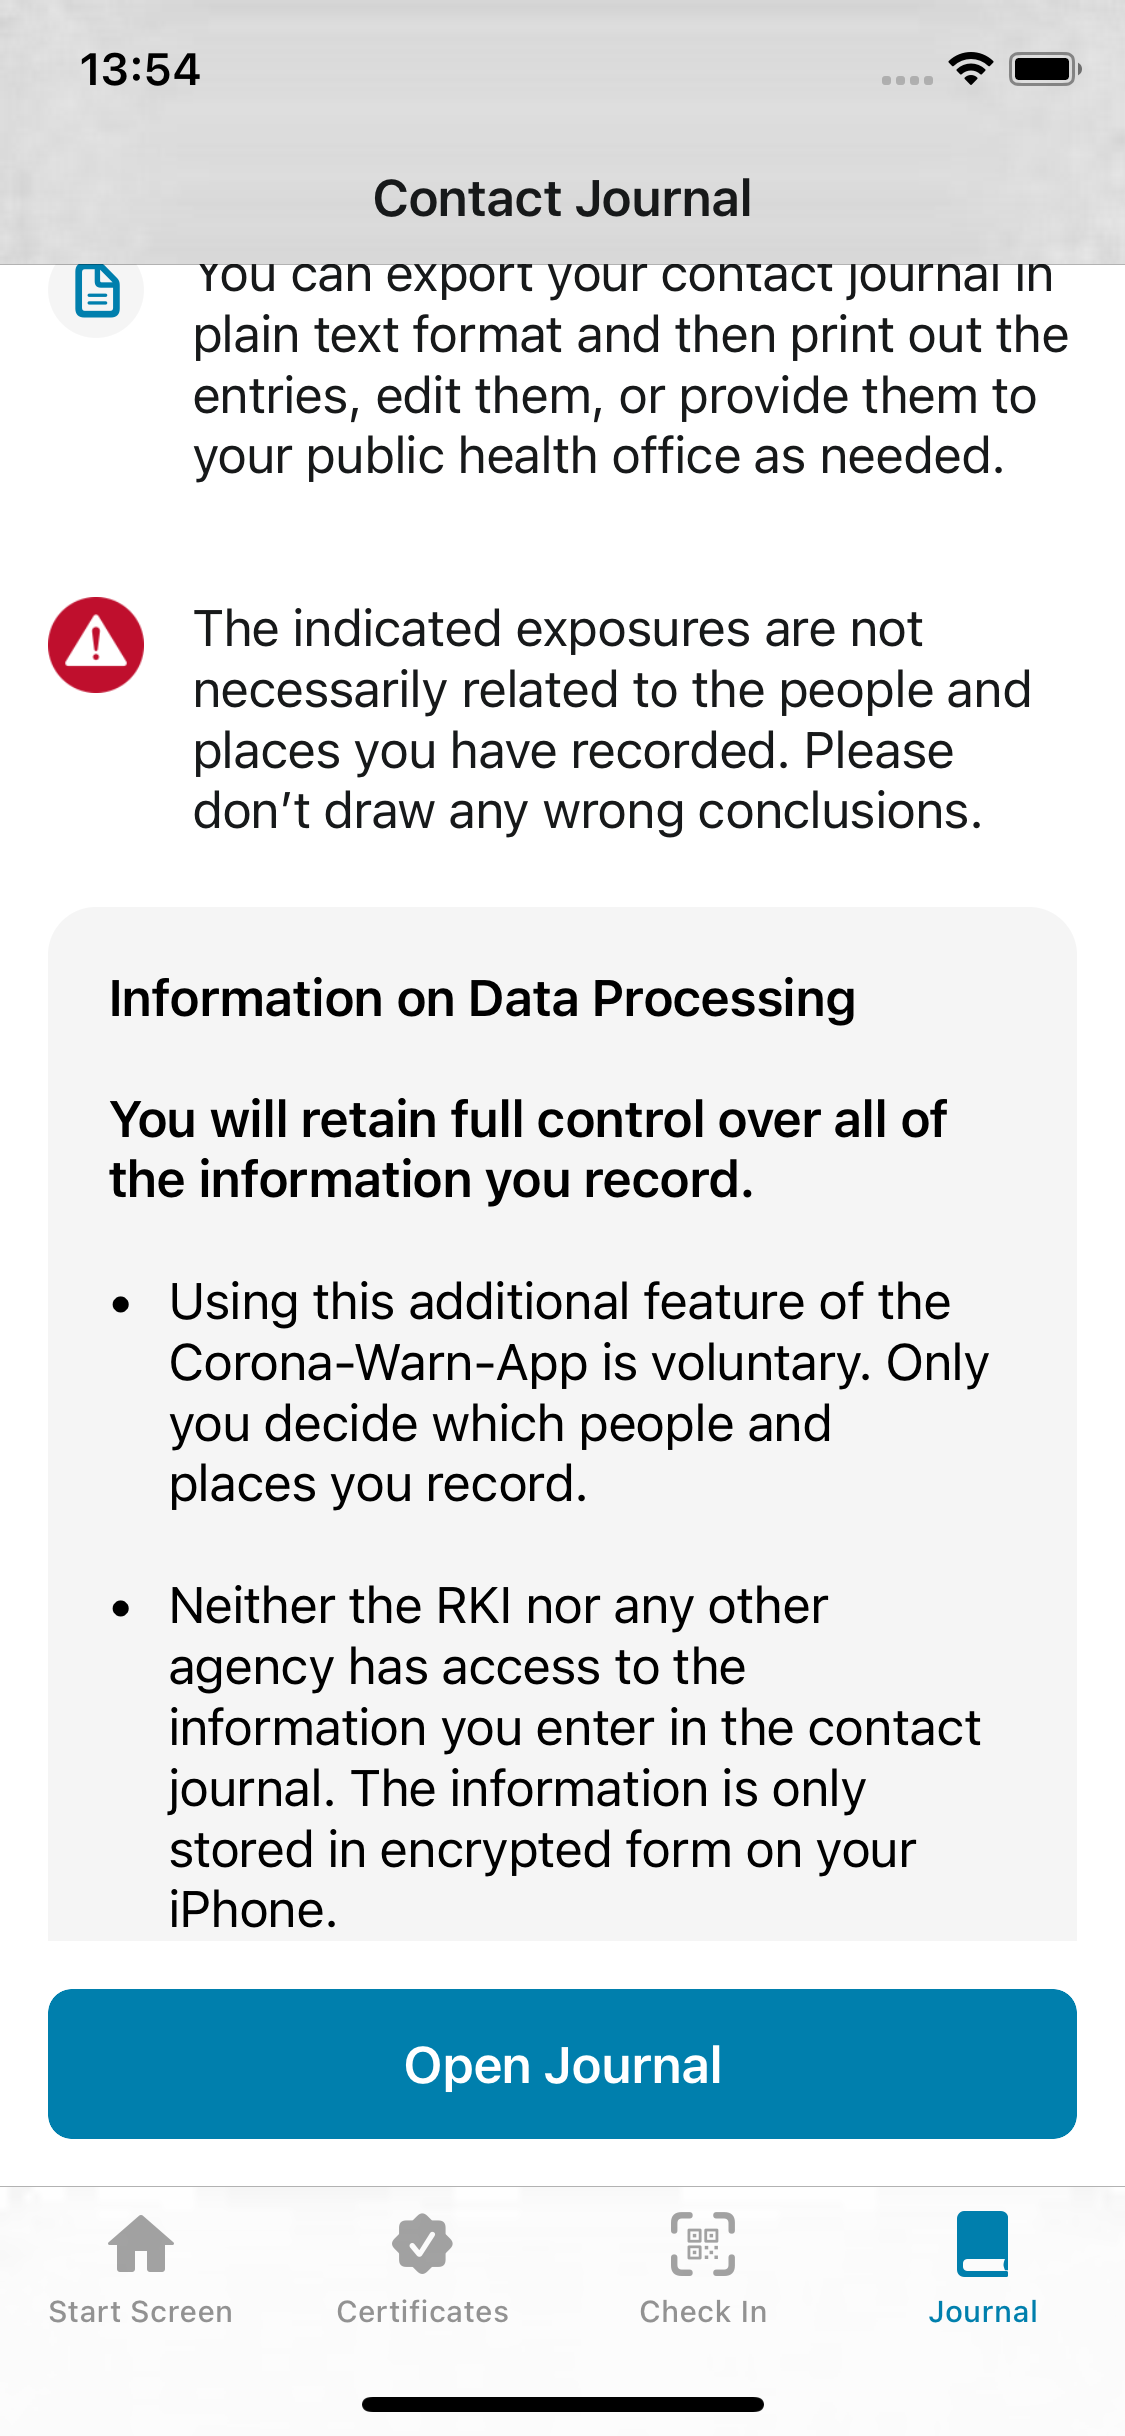 13:54
Contact Journal
You can export your contact journal in
plain text format and then print out the
entries, edit them, or provide them to
your public health office as needed.
The indicated exposures are not
necessarily related to the people and
places you have recorded. Please
don’t draw any wrong conclusions.
Information on Data Processing
You will retain full control over all of
the information you record.
• Using this additional feature of the
Corona-Warn-App is voluntary. Only
you decide which people and
places you record.
• Neither the RKI nor any other
agency has access to the
information you enter in the contact
journal. The information is only
stored in encrypted form on your
iPhone.
Open Journal
Start Screen
Certificates
Check In
Journal